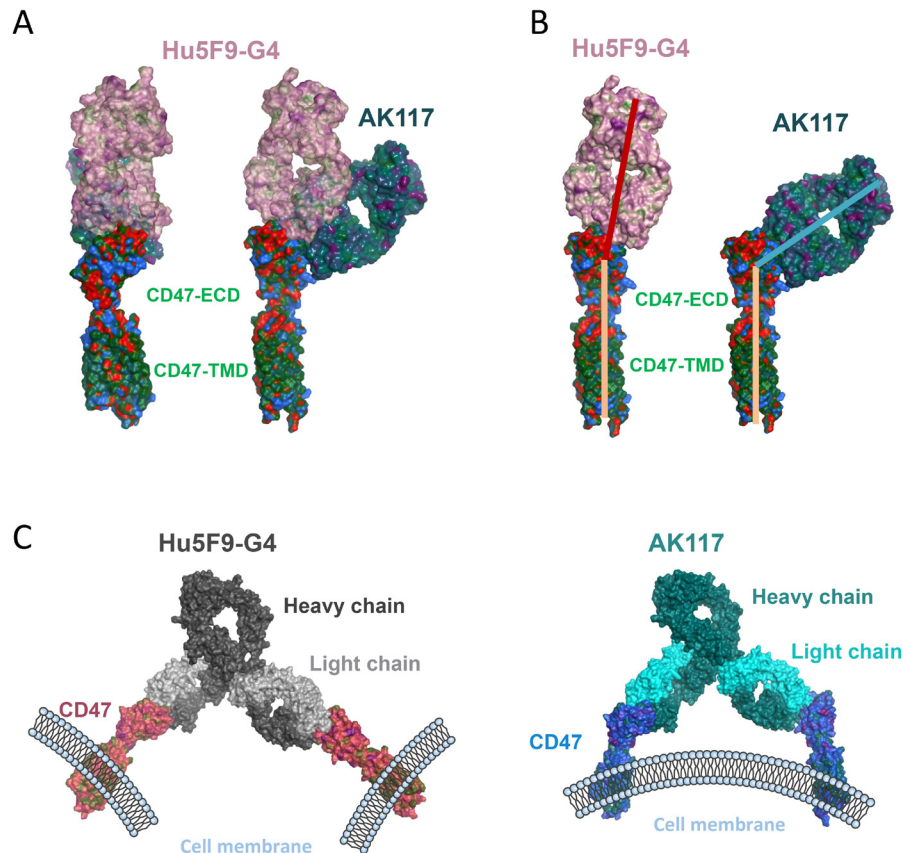 A
Hu5F9-G4
AK117
CD47-ECD
CD47-TMD
B
Hu5F9-G4
AK117
CD47-ECD
CD47-TMD
C
Hu5F9-G4
Heavy chain
Light chain
CD47
Cell membrane
AK117
Heavy chain
Light chain
CD47
Cell membrane